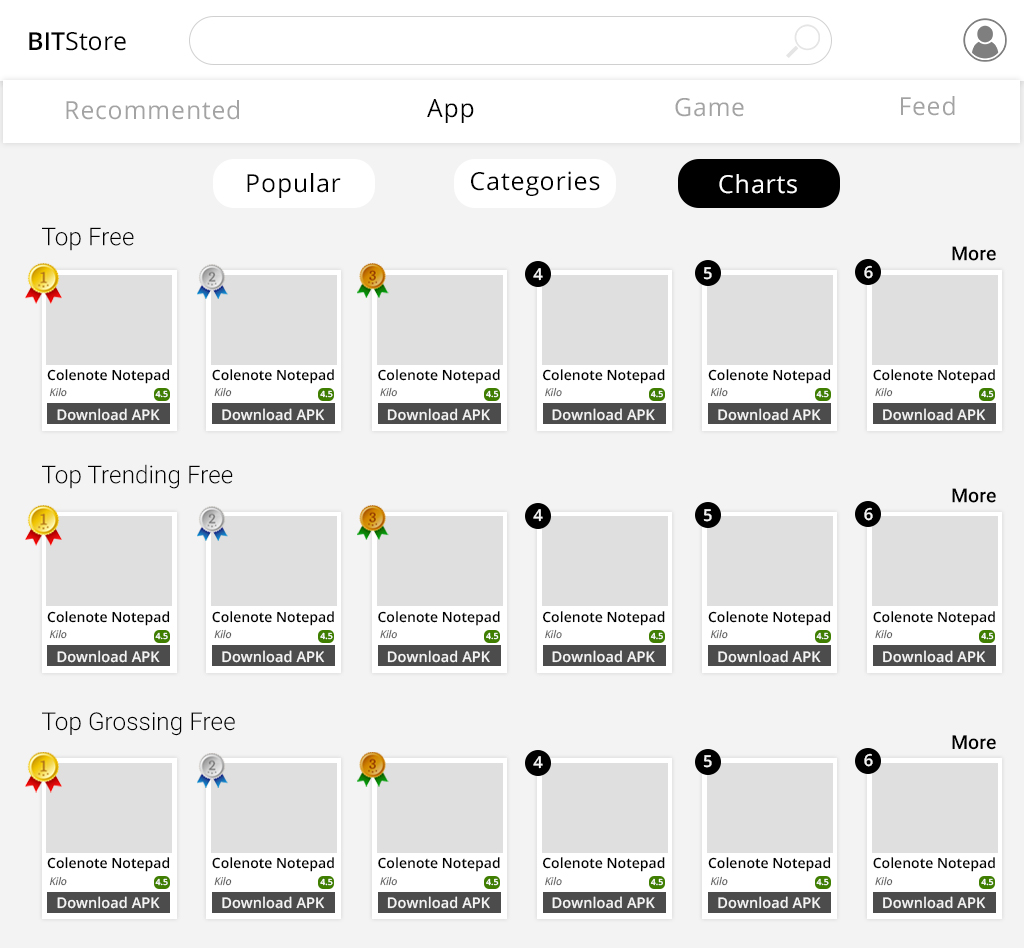 BITStore
Recommented App Game Feed
Popular Categories Charts
Top Free
More
1 2 3 4 5 6
Colenote Notepad Colenote Notepad Colenote Notepad Colenote Notepad Colenote Notepad Colenote Notepad
Kilo 4.5 Kilo 4.5 Kilo 4.5 Kilo 4.5 Kilo 4.5 Kilo 4.5
Download APK Download APK Download APK Download APK Download APK Download APK
Top Trending Free
More
1 2 3 4 5 6
Colenote Notepad Colenote Notepad Colenote Notepad Colenote Notepad Colenote Notepad Colenote Notepad
Kilo 4.5 Kilo 4.5 Kilo 4.5 Kilo 4.5 Kilo 4.5 Kilo 4.5
Download APK Download APK Download APK Download APK Download APK Download APK
Top Grossing Free
More
1 2 3 4 5 6
Colenote Notepad Colenote Notepad Colenote Notepad Colenote Notepad Colenote Notepad Colenote Notepad
Kilo 4.5 Kilo 4.5 Kilo 4.5 Kilo 4.5 Kilo 4.5 Kilo 4.5
Download APK Download APK Download APK Download APK Download APK Download APK